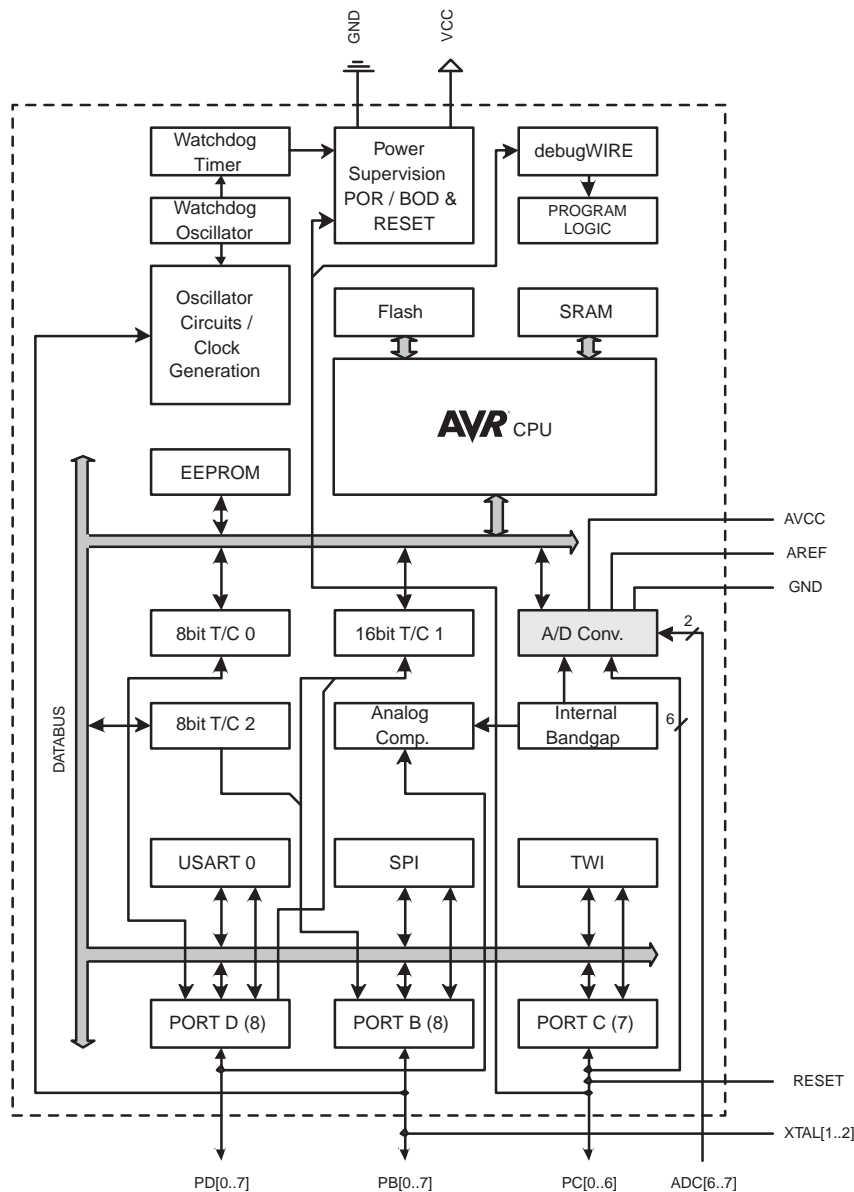 GND
VCC
Watchdog
Timer
Power
Supervision
POR / BOD &
RESET
debugWIRE
Watchdog
Oscillator
PROGRAM
LOGIC
Oscillator
Circuits /
Clock
Generation
Flash
SRAM
AVR CPU
EEPROM
AVCC
AREF
GND
8bit T/C 0
16bit T/C 1
A/D Conv.
2
DATABUS
8bit T/C 2
Analog
Comp.
Internal
Bandgap
6
USART 0
SPI
TWI
PORT D (8)
PORT B (8)
PORT C (7)
RESET
XTAL[1..2]
PD[0..7]
PB[0..7]
PC[0..6]
ADC[6..7]